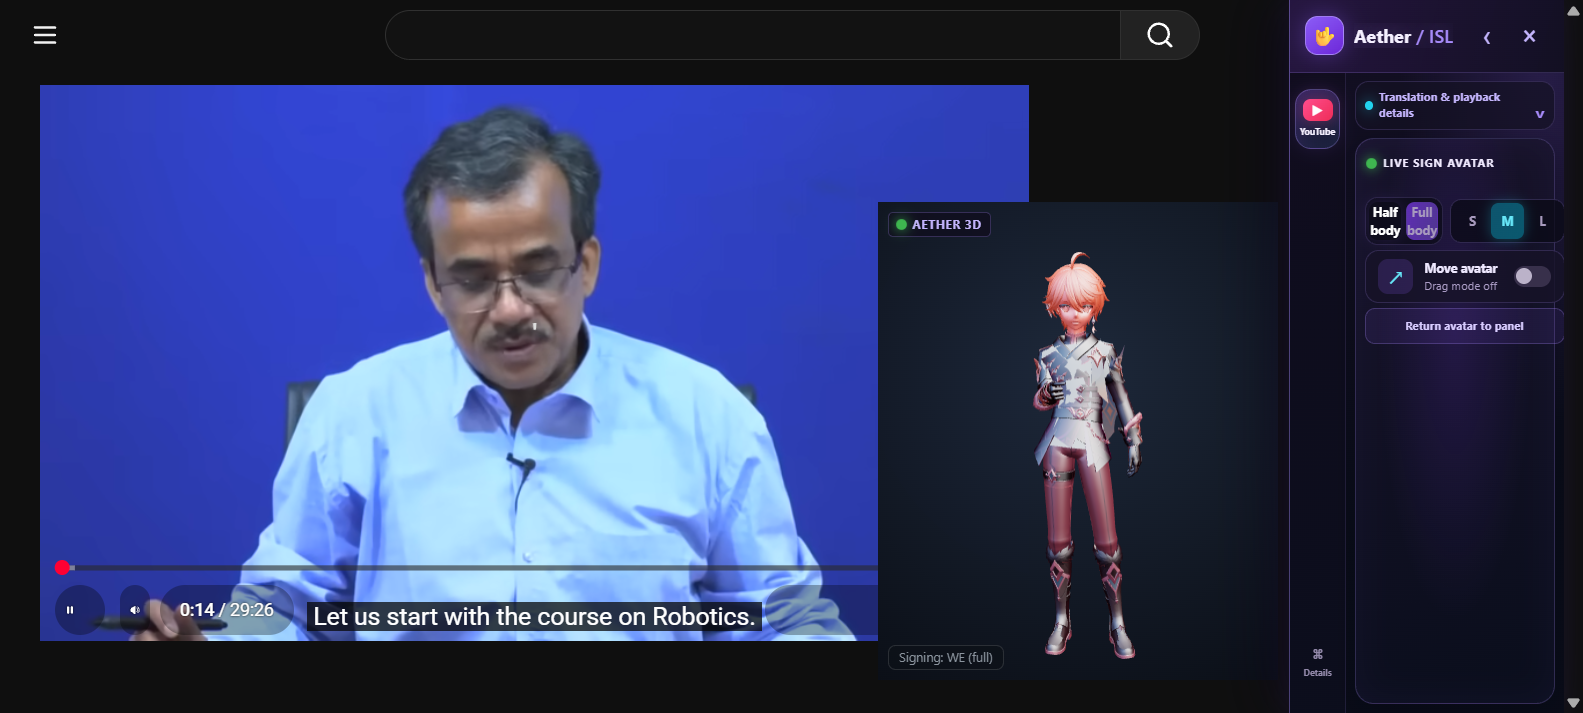 Aether / ISL
YouTube
Translation & playback
details
v
LIVE SIGN AVATAR
Half
body
Full
body
S
M
L
Move avatar
Drag mode off
Return avatar to panel
AETHER 3D
Signing: WE (full)
0:14 / 29:26
Let us start with the course on Robotics.
Details